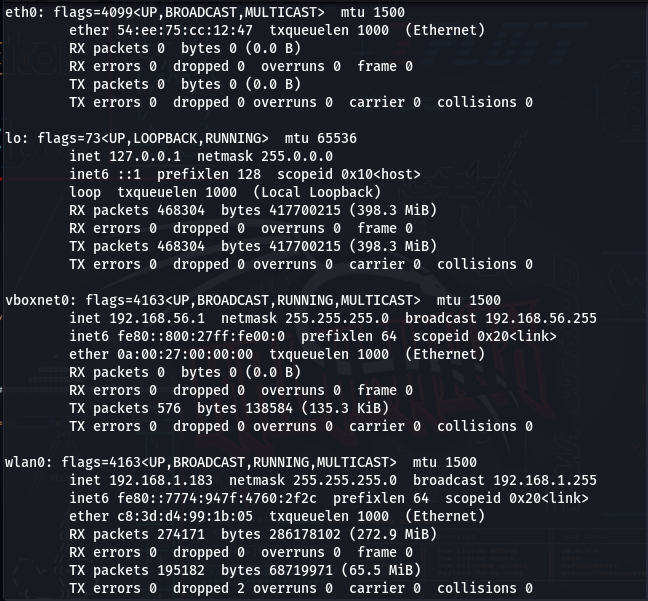 eth0: flags=4099<UP,BROADCAST,MULTICAST>  mtu 1500
        ether 54:ee:75:cc:12:47  txqueuelen 1000  (Ethernet)
        RX packets 0  bytes 0 (0.0 B)
        RX errors 0  dropped 0  overruns 0  frame 0
        TX packets 0  bytes 0 (0.0 B)
        TX errors 0  dropped 0 overruns 0  carrier 0  collisions 0

lo: flags=73<UP,LOOPBACK,RUNNING>  mtu 65536
        inet 127.0.0.1  netmask 255.0.0.0
        inet6 ::1  prefixlen 128  scopeid 0x10<host>
        loop  txqueuelen 1000  (Local Loopback)
        RX packets 468304  bytes 417700215 (398.3 MiB)
        RX errors 0  dropped 0  overruns 0  frame 0
        TX packets 468304  bytes 417700215 (398.3 MiB)
        TX errors 0  dropped 0 overruns 0  carrier 0  collisions 0

vboxnet0: flags=4163<UP,BROADCAST,RUNNING,MULTICAST>  mtu 1500
        inet 192.168.56.1  netmask 255.255.255.0  broadcast 192.168.56.255
        inet6 fe80::800:27ff:fe00:0  prefixlen 64  scopeid 0x20<link>
        ether 0a:00:27:00:00:00  txqueuelen 1000  (Ethernet)
        RX packets 0  bytes 0 (0.0 B)
        RX errors 0  dropped 0  overruns 0  frame 0
        TX packets 576  bytes 138584 (135.3 KiB)
        TX errors 0  dropped 0 overruns 0  carrier 0  collisions 0

wlan0: flags=4163<UP,BROADCAST,RUNNING,MULTICAST>  mtu 1500
        inet 192.168.1.183  netmask 255.255.255.0  broadcast 192.168.1.255
        inet6 fe80::7774:947f:4760:2f2c  prefixlen 64  scopeid 0x20<link>
        ether c8:3d:d4:99:1b:05  txqueuelen 1000  (Ethernet)
        RX packets 274171  bytes 286178102 (272.9 MiB)
        RX errors 0  dropped 0  overruns 0  frame 0
        TX packets 195182  bytes 68719971 (65.5 MiB)
        TX errors 0  dropped 2 overruns 0  carrier 0  collisions 0